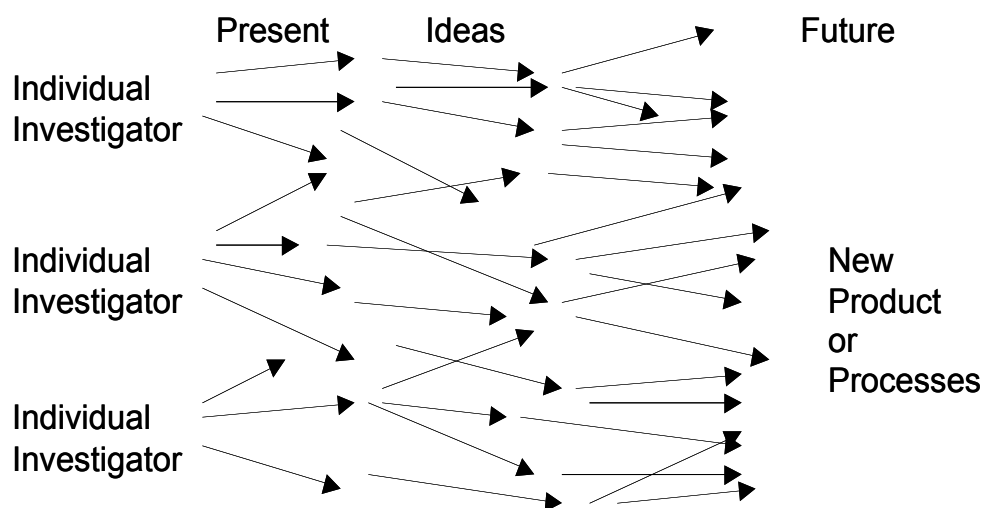 Present Ideas Future
Individual
Investigator
Individual
Investigator
New
Product
or
Processes
Individual
Investigator